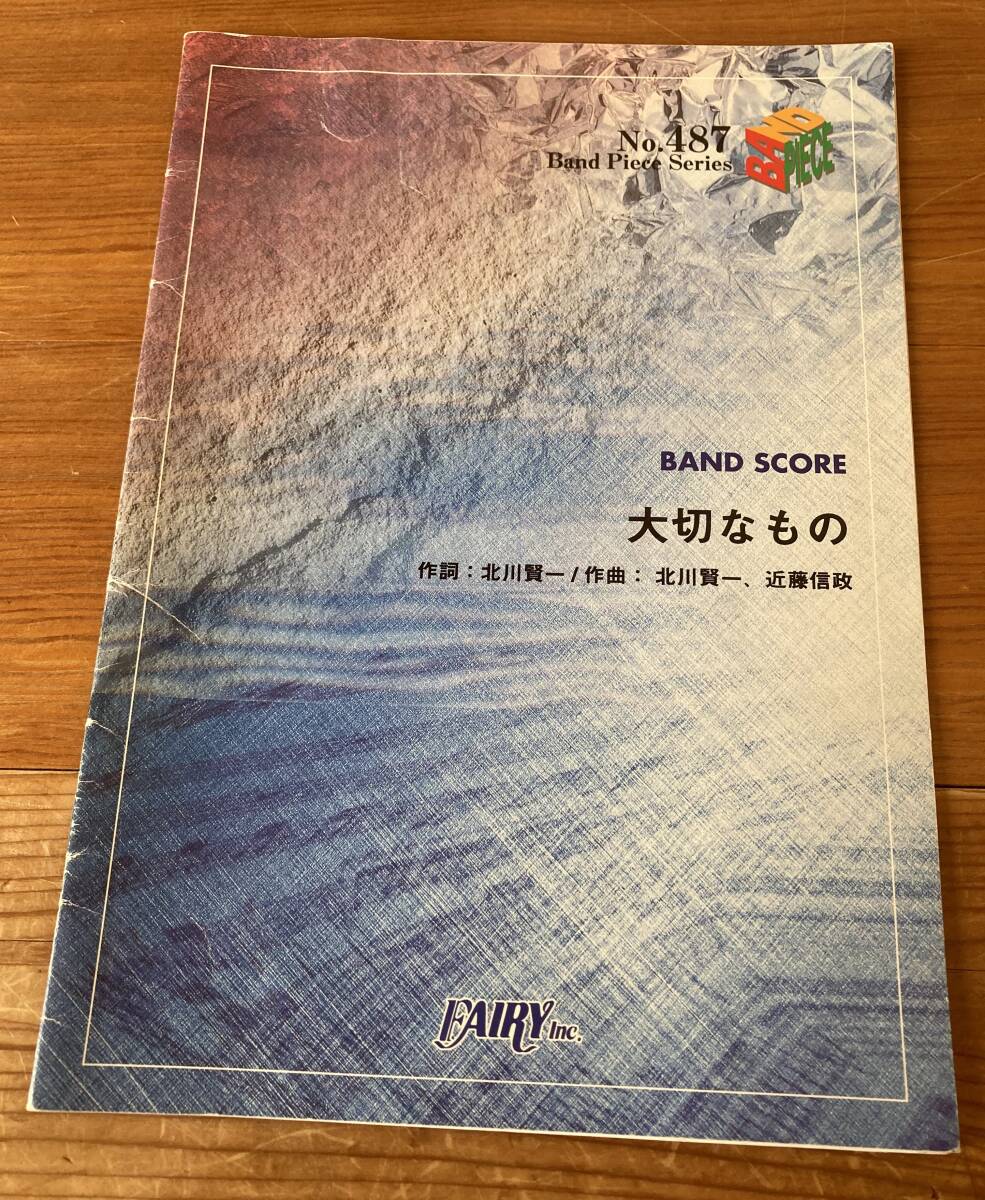 No.487
Band Piece Series
BAND PIECE
BAND SCORE
大切なもの
作詞：北川賢一/作曲： 北川賢一、近藤信政
FAIRY Inc.